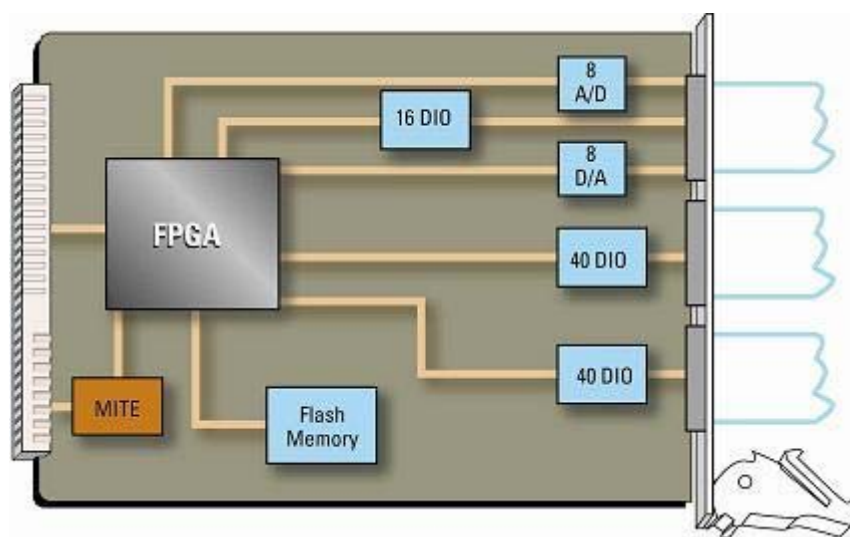 8
A/D
16 DIO
8
D/A
FPGA
40 DIO
40 DIO
MITE
Flash
Memory